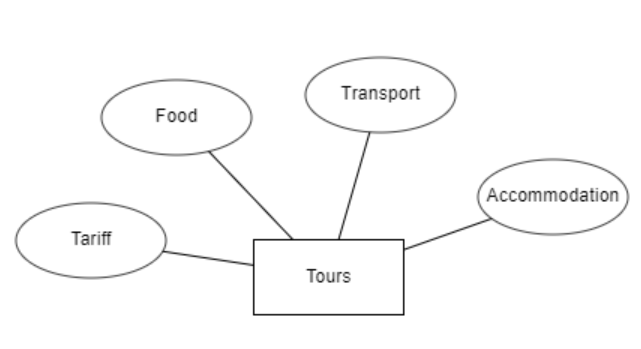 Transport
Food
Accommodation
Tariff
Tours